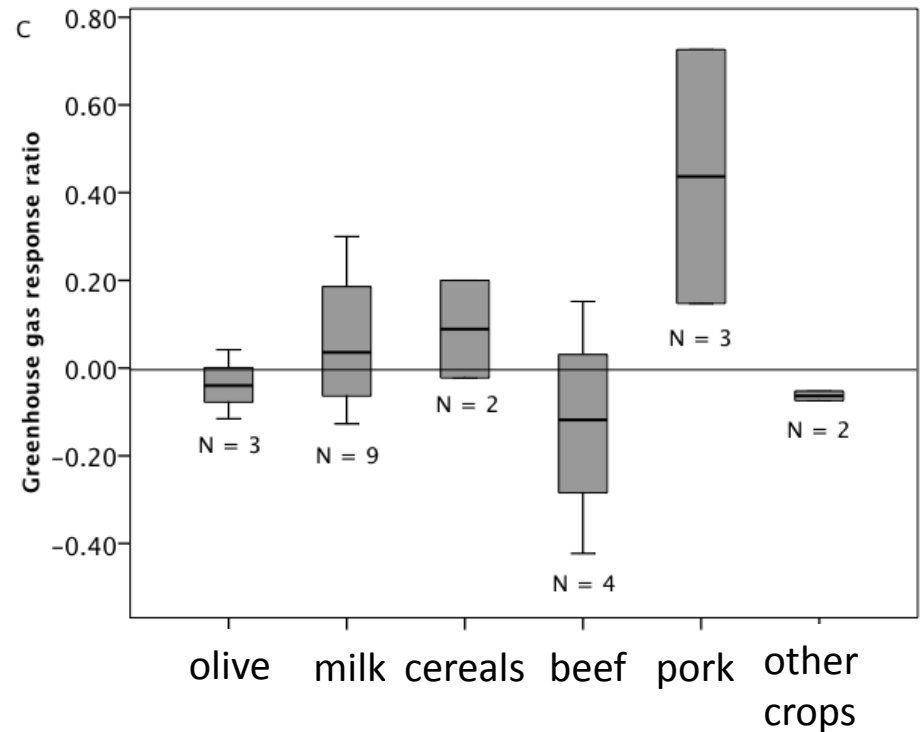 C
Greenhouse gas response ratio
0.80
0.60
0.40
0.20
0.00
−0.20
−0.40
N = 3
N = 9
N = 2
N = 4
N = 3
N = 2
olive milk cereals beef pork other crops